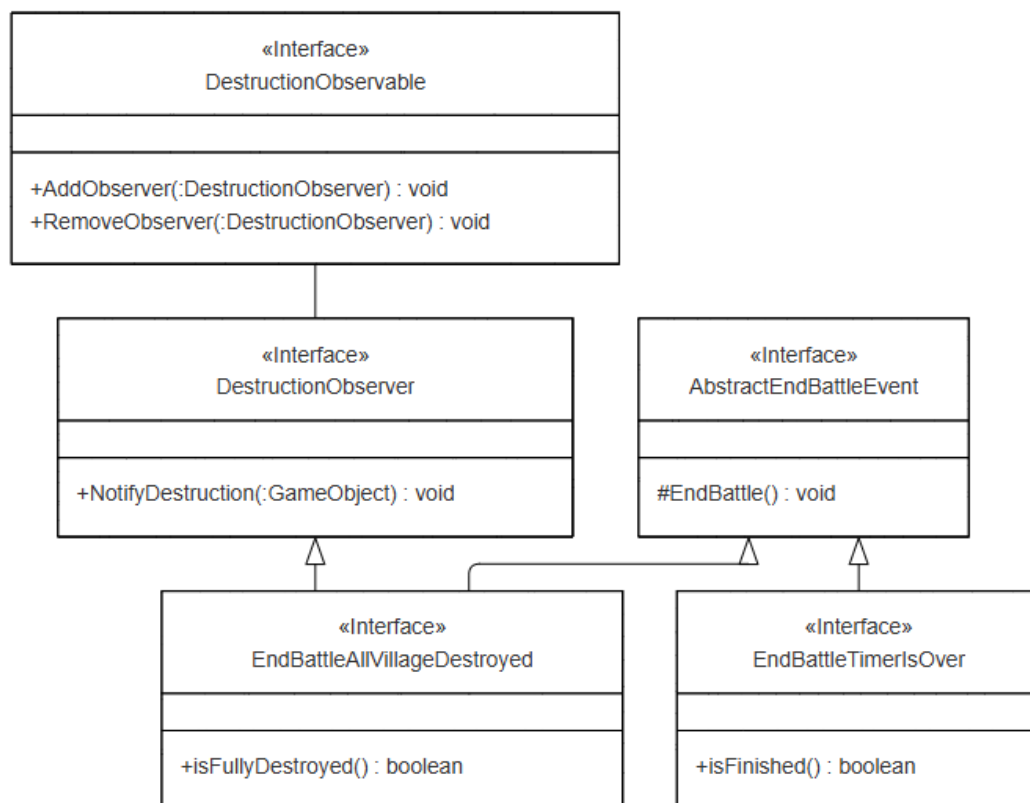 «Interface»
DestructionObservable
+AddObserver(:DestructionObserver) : void
+RemoveObserver(:DestructionObserver) : void
«Interface»
DestructionObserver
+NotifyDestruction(:GameObject) : void
«Interface»
AbstractEndBattleEvent
#EndBattle() : void
«Interface»
EndBattleAllVillageDestroyed
+isFullyDestroyed() : boolean
«Interface»
EndBattleTimerIsOver
+isFinished() : boolean